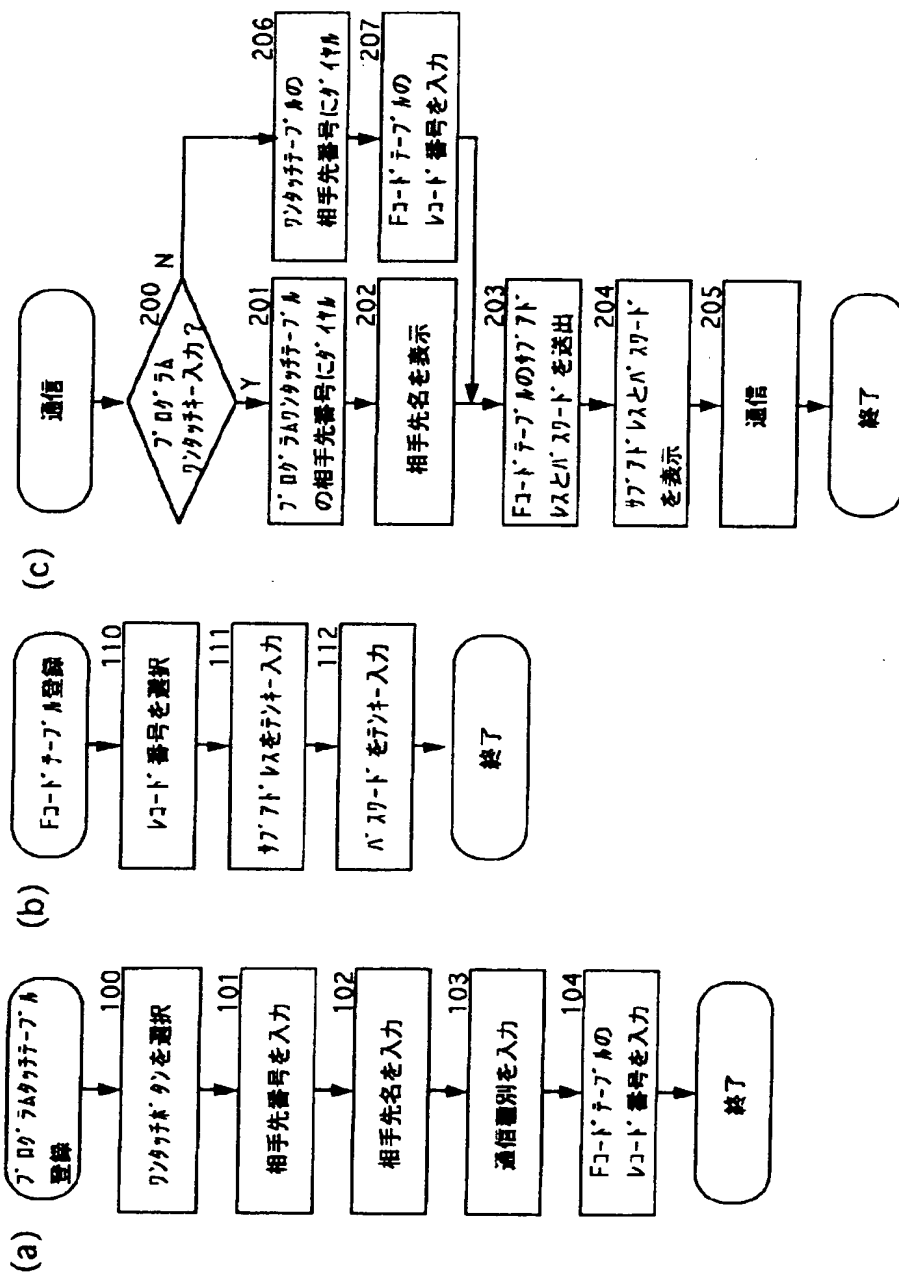 (a)
プログラムタッチテーブル
登録
100
ワンタッチボタンを選択
101
相手先番号を入力
102
相手先名を入力
103
通信種別を入力
104
Fコードテーブルの
レコード番号を入力
終了
(b)
Fコードテーブル登録
110
レコード番号を選択
111
サブアドレスをテンキー入力
112
パスワードをテンキー入力
終了
(c)
通信
200
プログラム
ワンタッチキー入力?
N
Y
201
プログラムワンタッチテーブル
の相手先番号にダイヤル
202
相手先名を表示
203
Fコードテーブルのサブアド
レスとパスワードを送出
204
サブアドレスとパスワード
を表示
205
通信
終了
206
ワンタッチテーブルの
相手先番号にダイヤル
207
Fコードテーブルの
レコード番号を入力